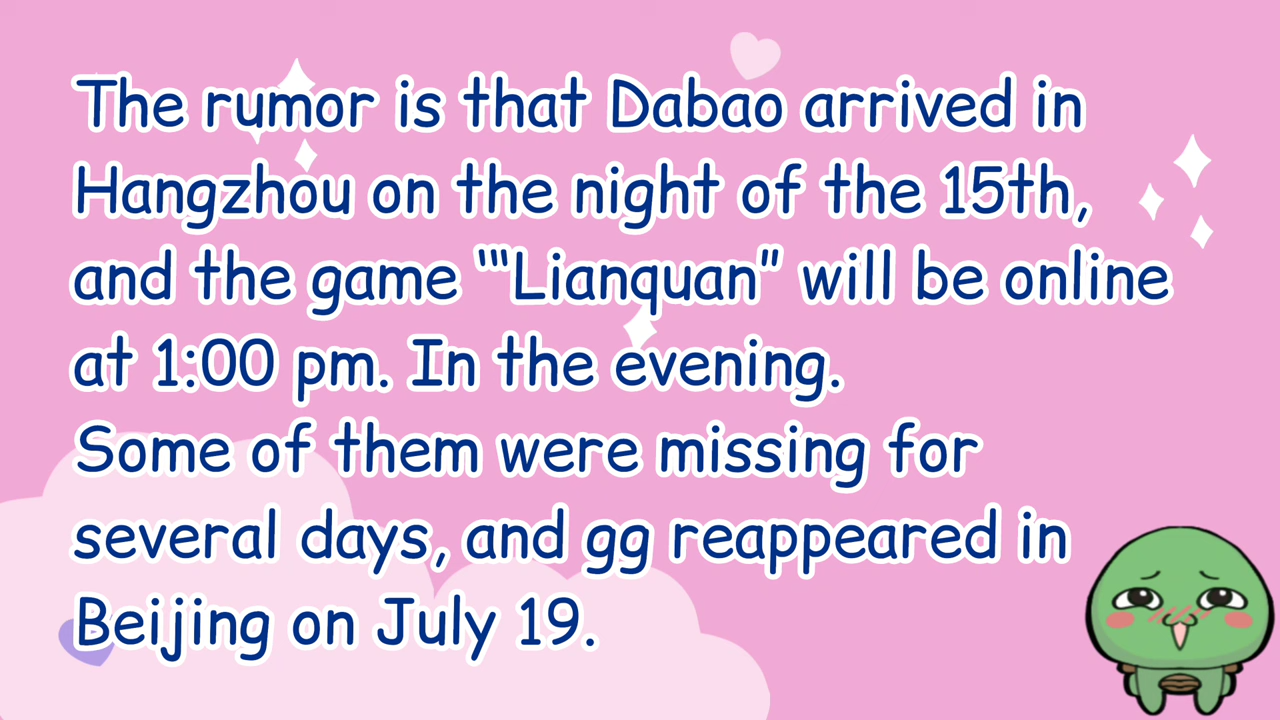 The rumor is that Dabao arrived in
Hangzhou on the night of the 15th,
and the game "'Lianquan" will be online
at 1:00 pm. In the evening.
Some of them were missing for
several days, and gg reappeared in
Beijing on July 19.